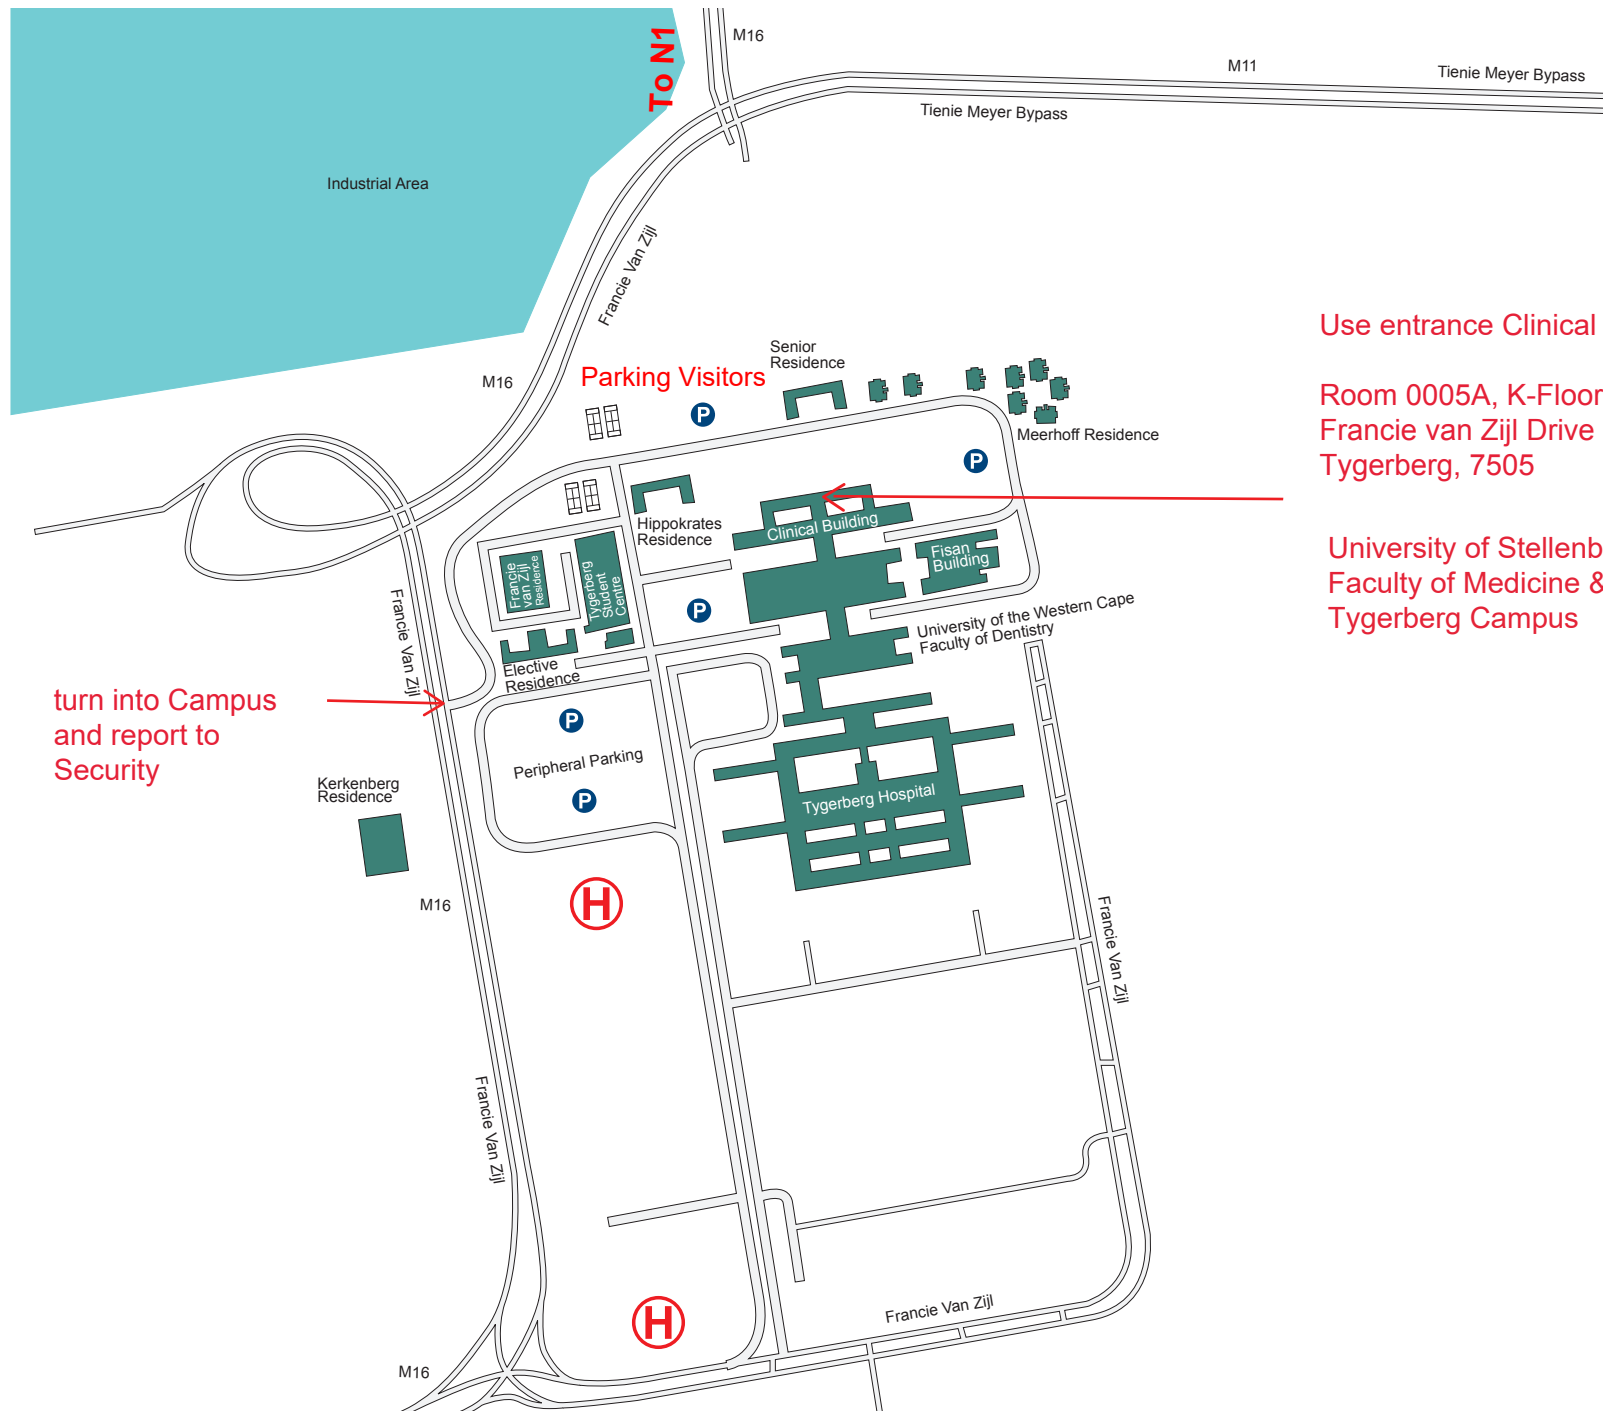 To N1
M16
M11
Tienie Meyer Bypass
Tienie Meyer Bypass
Industrial Area
Francie Van Zijl
Use entrance Clinical
Room 0005A, K-Floor
Francie van Zijl Drive
Tygerberg, 7505
University of Stellenb
Faculty of Medicine &
Tygerberg Campus
M16
Parking Visitors
P
Senior
Residence
Meerhoff Residence
P
Hippokrates
Residence
Clinical Building
Fisan
Building
Francie
van Zijl
Residence
Tygerberg
Student
Centre
P
University of the Western Cape
Faculty of Dentistry
Francie Van Zijl
Elective
Residence
turn into Campus
and report to
Security
P
Peripheral Parking
P
Kerkenberg
Residence
Tygerberg Hospital
M16
H
Francie Van Zijl
Francie Van Zijl
H
Francie Van Zijl
M16